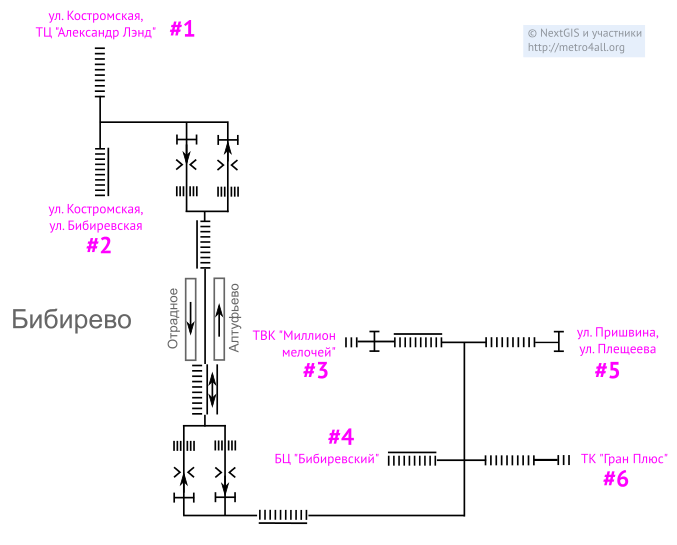 ул. Костромская,
ТЦ "Александр Лэнд"
#1
© NextGIS и участники
http://metro4all.org
ул. Костромская,
ул. Бибиревская
#2
Бибирево
Отрадное
Алтуфьево
ТВК "Миллион
мелочей"
#3
ул. Пришвина,
ул. Плещеева
#5
#4
БЦ "Бибиревский"
ТК "Гран Плюс"
#6